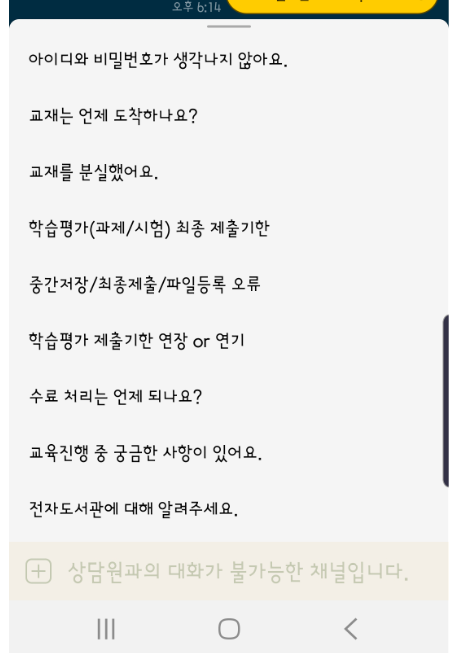 오후 6:14
아이디와 비밀번호가 생각나지 않아요.
교재는 언제 도착하나요?
교재를 분실했어요.
학습평가(과제/시험) 최종 제출기한
중간저장/최종제출/파일등록 오류
학습평가 제출기한 연장 or 연기
수료 처리는 언제 되나요?
교육진행 중 궁금한 사항이 있어요.
전자도서관에 대해 알려주세요.
상담원과의 대화가 불가능한 채널입니다.